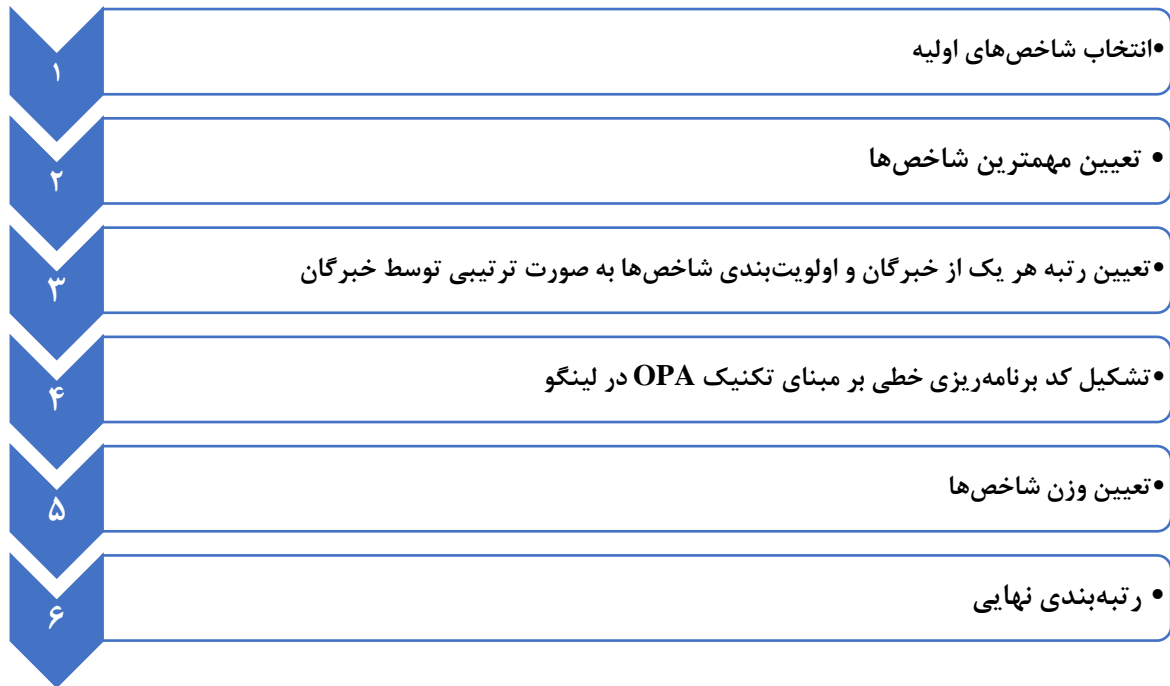 ۱
•انتخاب شاخص‌های اولیه
۲
• تعیین مهمترین شاخص‌ها
۳
•تعیین رتبه هر یک از خبرگان و اولویت‌بندی شاخص‌ها به صورت ترتیبی توسط خبرگان
۴
•تشکیل کد برنامه‌ریزی خطی بر مبنای تکنیک OPA در لینگو
۵
•تعیین وزن شاخص‌ها
۶
• رتبه‌بندی نهایی